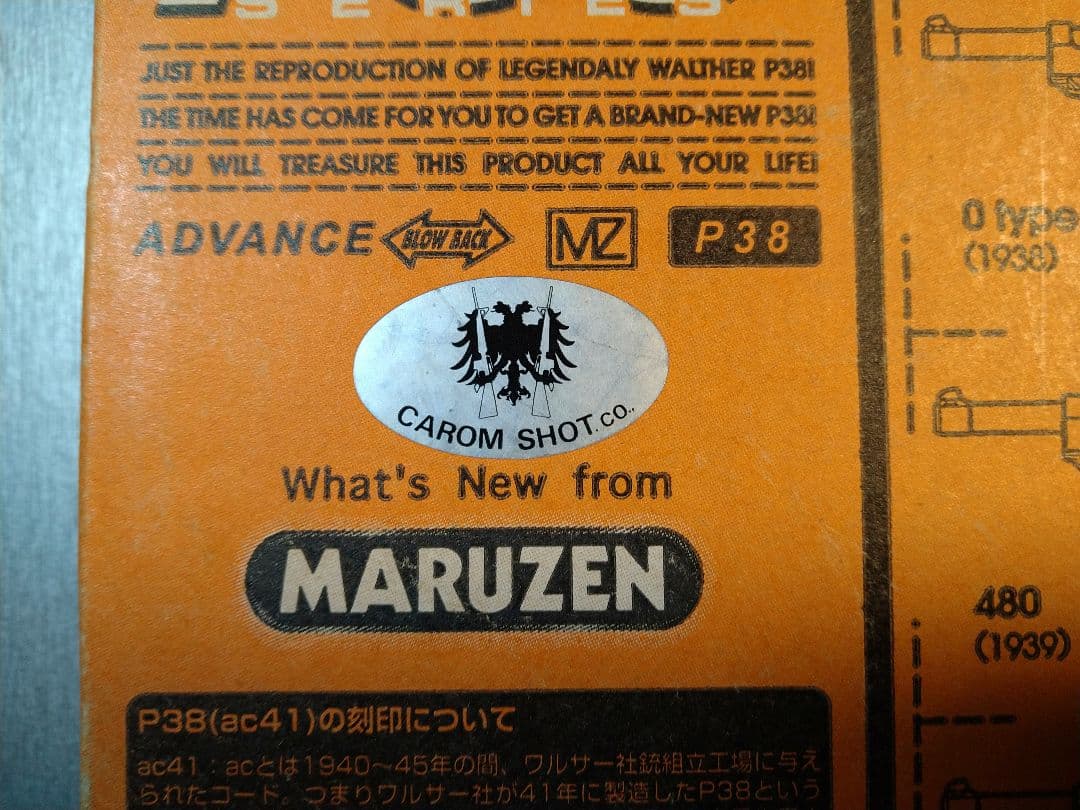 SERIES
JUST THE REPRODUCTION OF LEGENDALY WALTHER P38!
THE TIME HAS COME FOR YOU TO GET A BRAND-NEW P38!
YOU WILL TREASURE THIS PRODUCT ALL YOUR LIFE!
ADVANCE BLOW BACK MZ P38
CAROM SHOT.CO.,
What's New from
MARUZEN
P38(ac41)の刻印について
ac41：acとは1940～45年の間、ワルサー社銃組立工場に与え
られたコード。つまりワルサー社が41年に製造したP38という
0 type
(1938)
480
(1939)